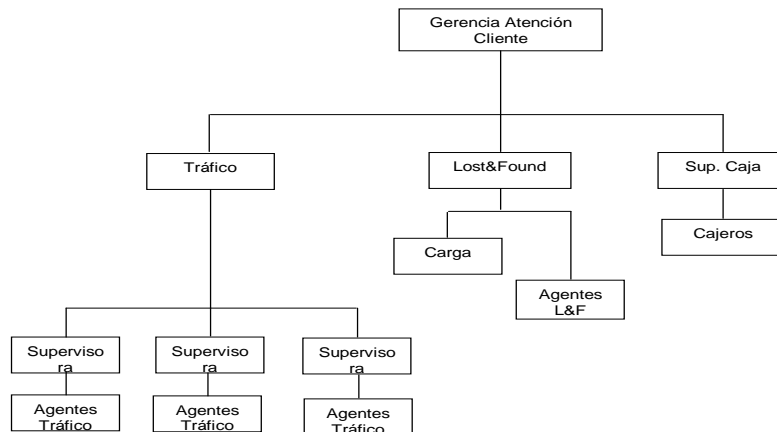 Gerencia Atención
Cliente
Tráfico
Lost&Found
Sup. Caja
Carga
Cajeros
Agentes
L&F
Superviso
ra
Superviso
ra
Superviso
ra
Agentes
Tráfico
Agentes
Tráfico
Agentes
Tráfico